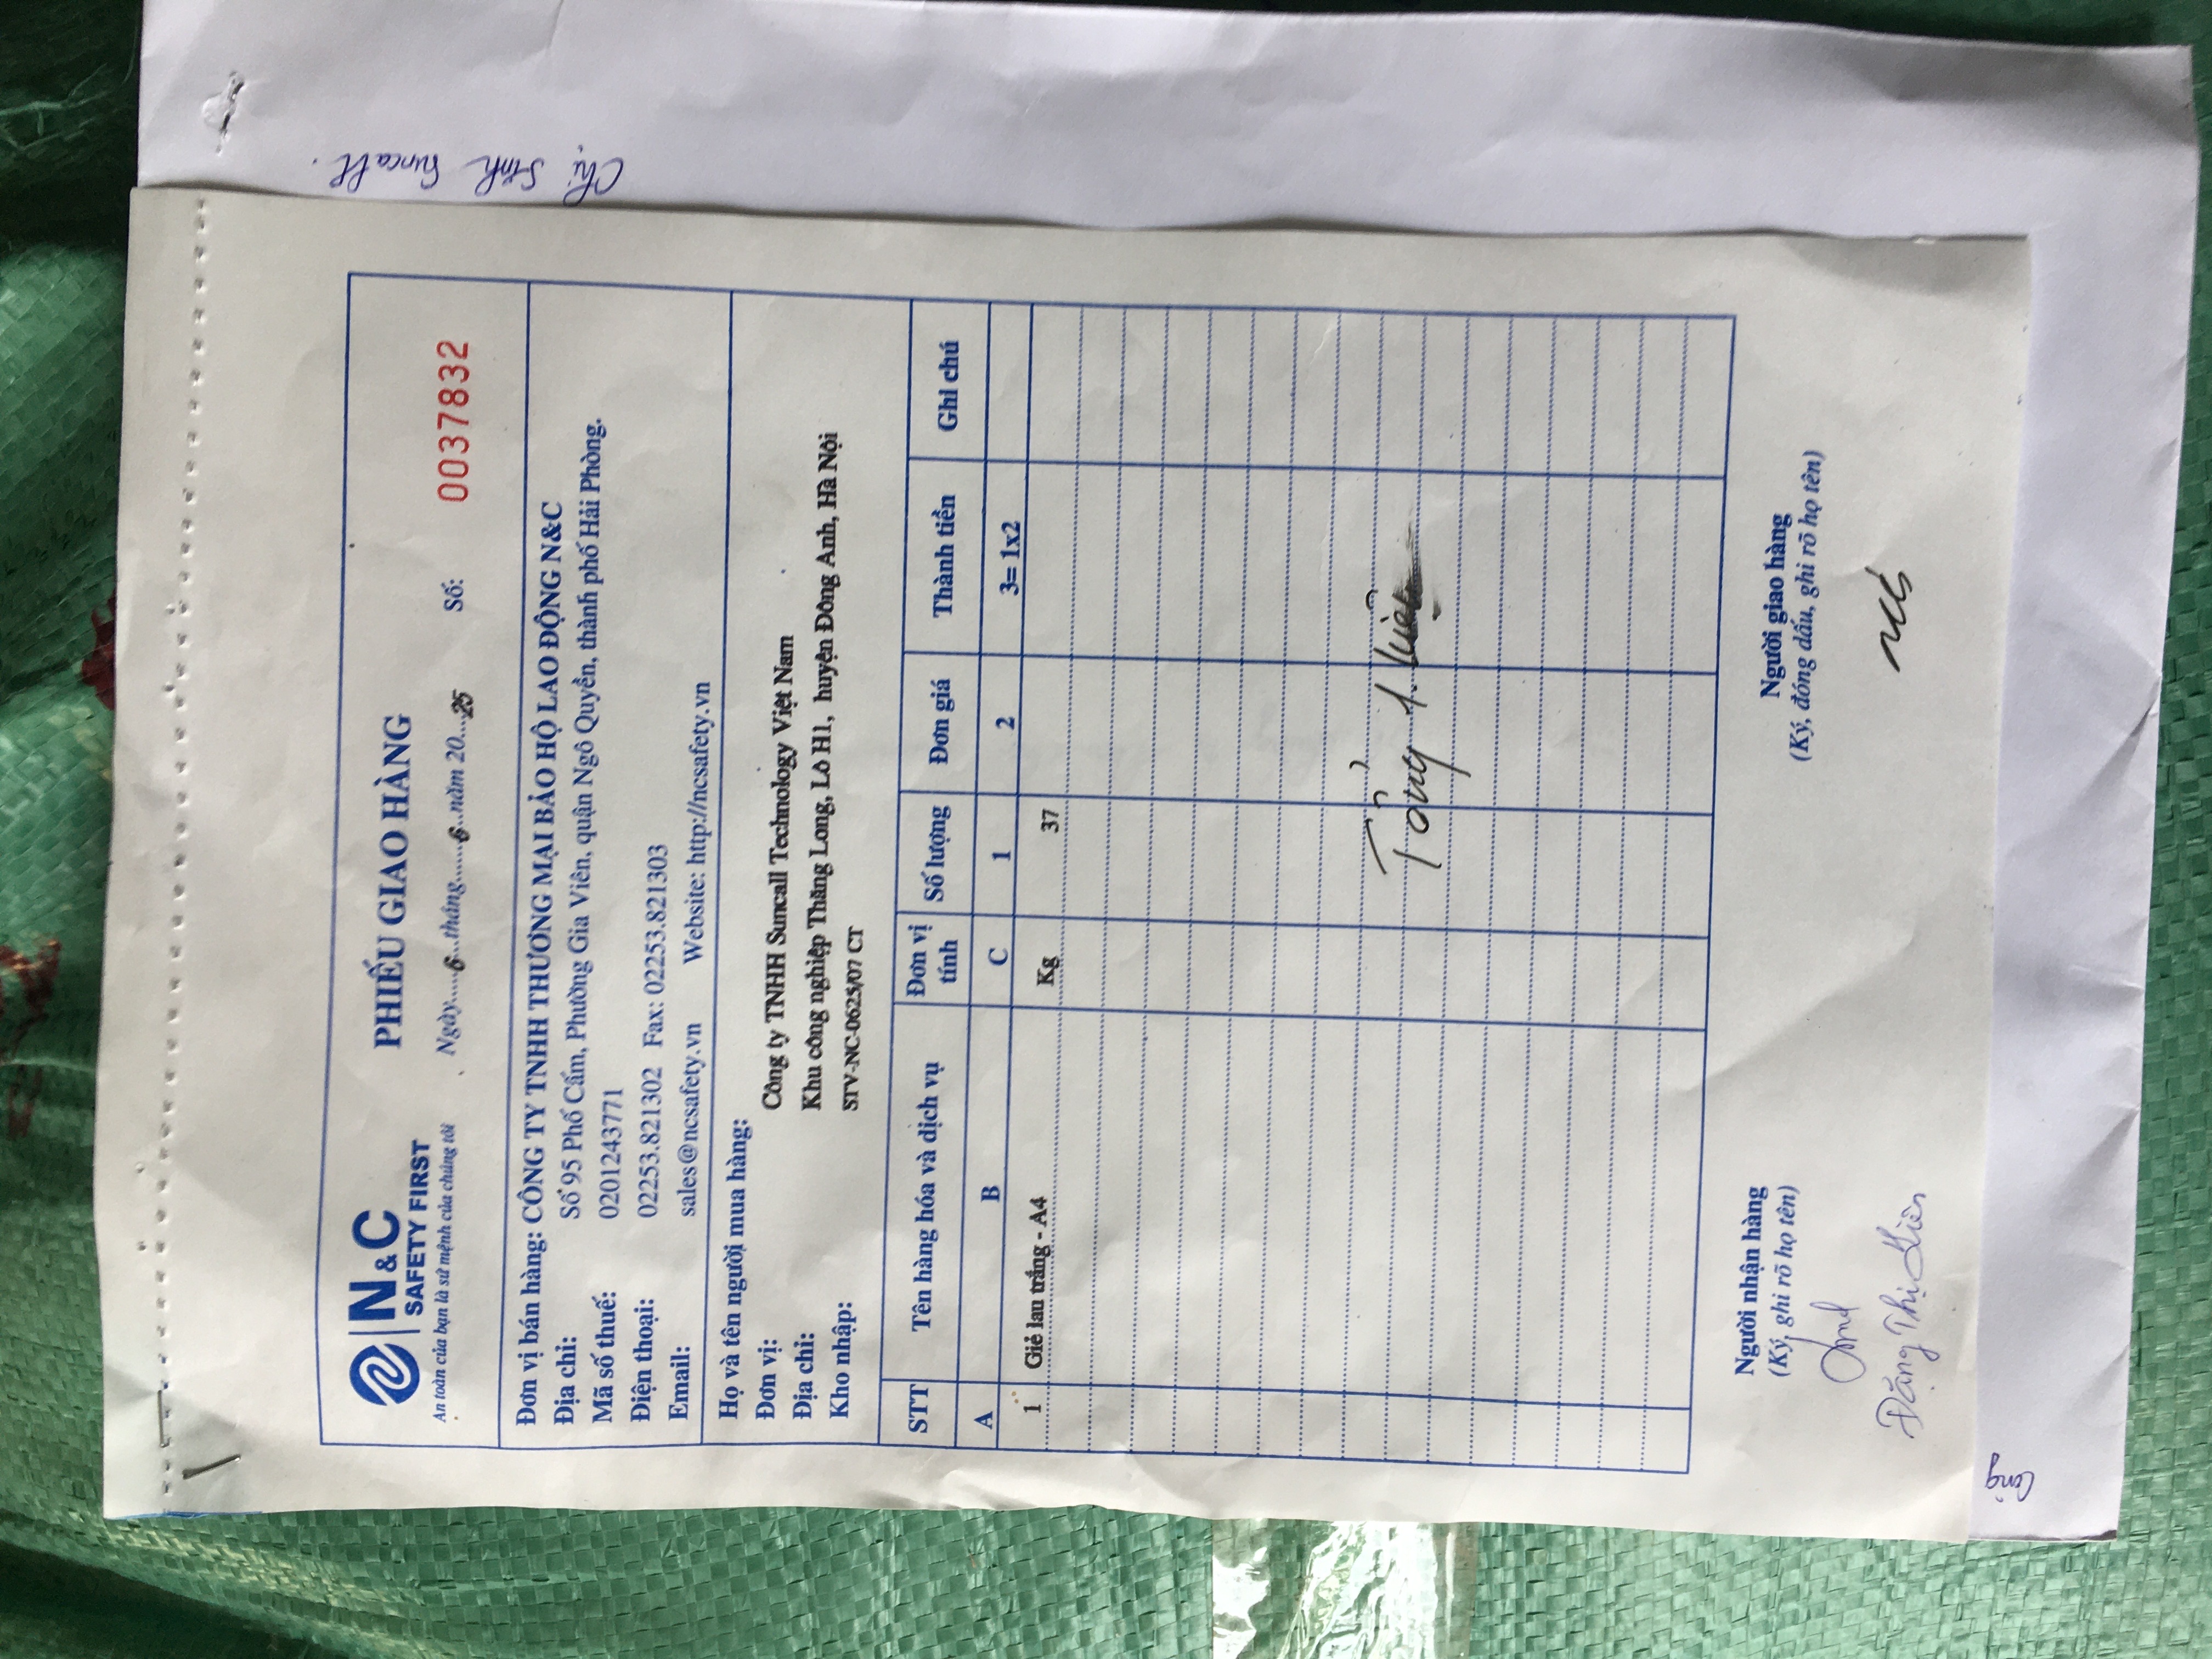 Chị Sinh Suncall.
N&C
SAFETY FIRST
An toàn của bạn là sứ mệnh của chúng tôi
PHIẾU GIAO HÀNG
Ngày.....6...tháng......6...năm 20....25
Số: 0037832
Đơn vị bán hàng: CÔNG TY TNHH THƯƠNG MẠI BẢO HỘ LAO ĐỘNG N&C
Địa chỉ: Số 95 Phố Cấm, Phường Gia Viên, quận Ngô Quyền, thành phố Hải Phòng.
Mã số thuế: 0201243771
Điện thoại: 02253.821302 Fax: 02253.821303
Email: sales@ncsafety.vn Website: http://ncsafety.vn
Họ và tên người mua hàng:
Đơn vị: Công ty TNHH Suncall Technology Việt Nam
Địa chỉ: Khu công nghiệp Thăng Long, Lô H1, huyện Đông Anh, Hà Nội
Kho nhập: STV-NC-0625/07 CT
STT Tên hàng hóa và dịch vụ Đơn vị tính Số lượng Đơn giá Thành tiền Ghi chú
A B C 1 2 3= 1x2
1 Giẻ lau trắng - A4 Kg 37
Tổng 1.
Người nhận hàng
(Ký, ghi rõ họ tên)
Đặng Thị Hiên
Người giao hàng
(Ký, đóng dấu, ghi rõ họ tên)